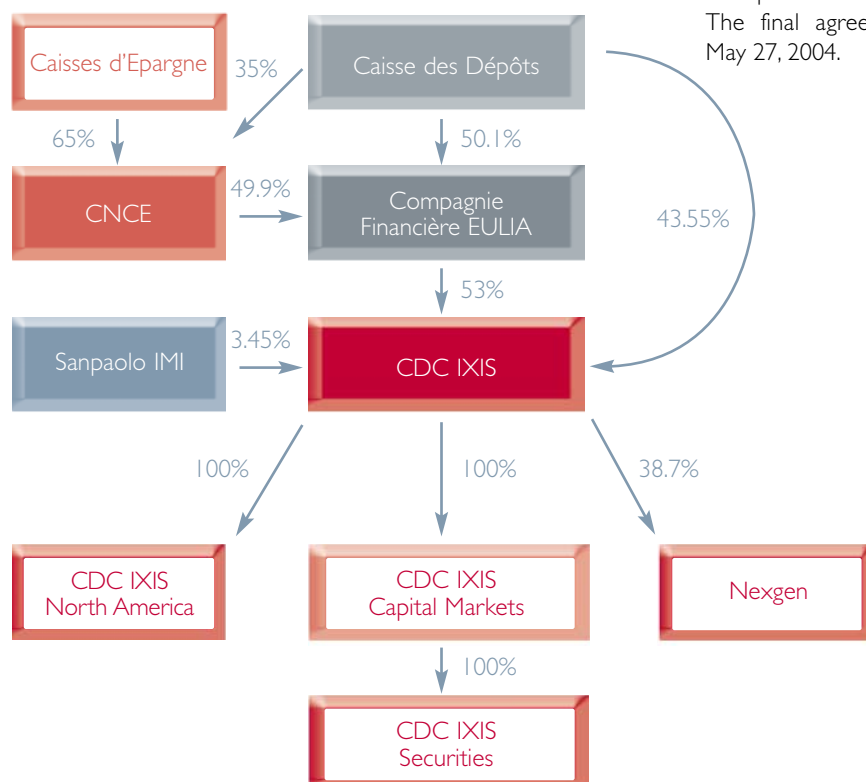 The final agree
May 27, 2004.
Caisses d'Epargne
35%
Caisse des Dépôts
65%
50.1%
CNCE
49.9%
Compagnie
Financière EULIA
43.55%
53%
Sanpaolo IMI
3.45%
CDC IXIS
100%
100%
38.7%
CDC IXIS
North America
CDC IXIS
Capital Markets
Nexgen
100%
CDC IXIS
Securities